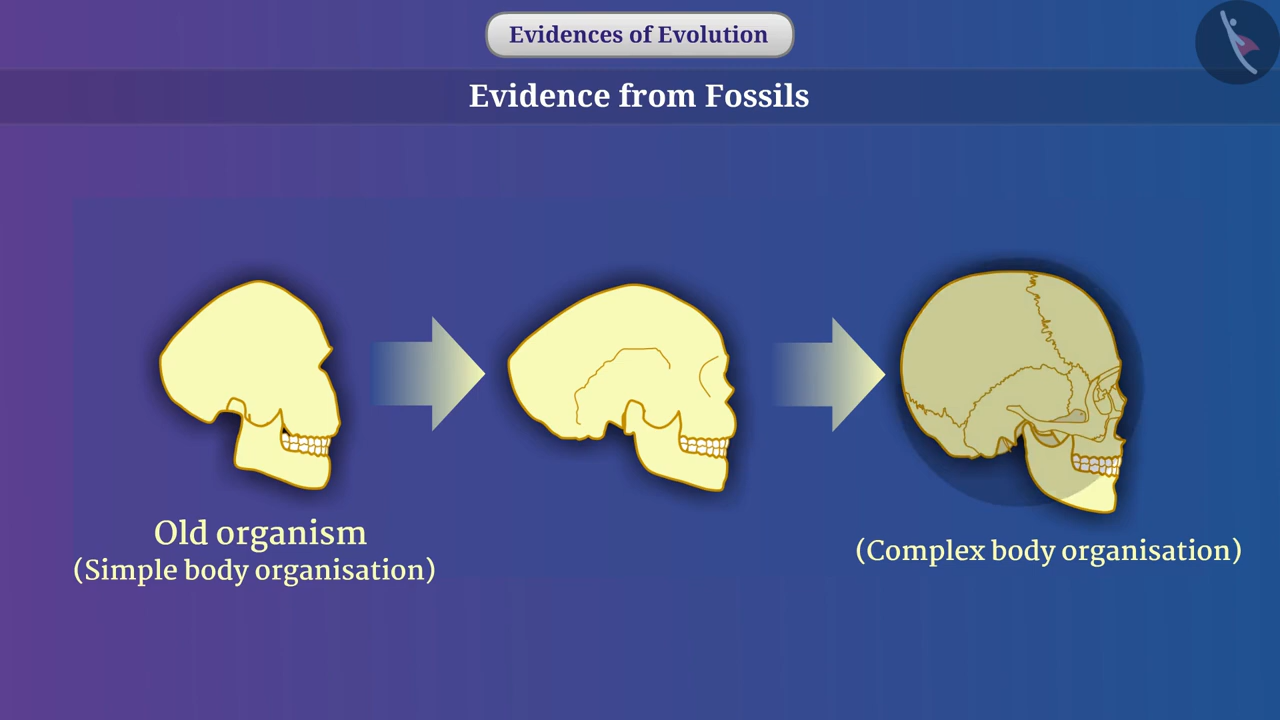 Evidences of Evolution
Evidence from Fossils
Old organism
(Simple body organisation)
(Complex body organisation)